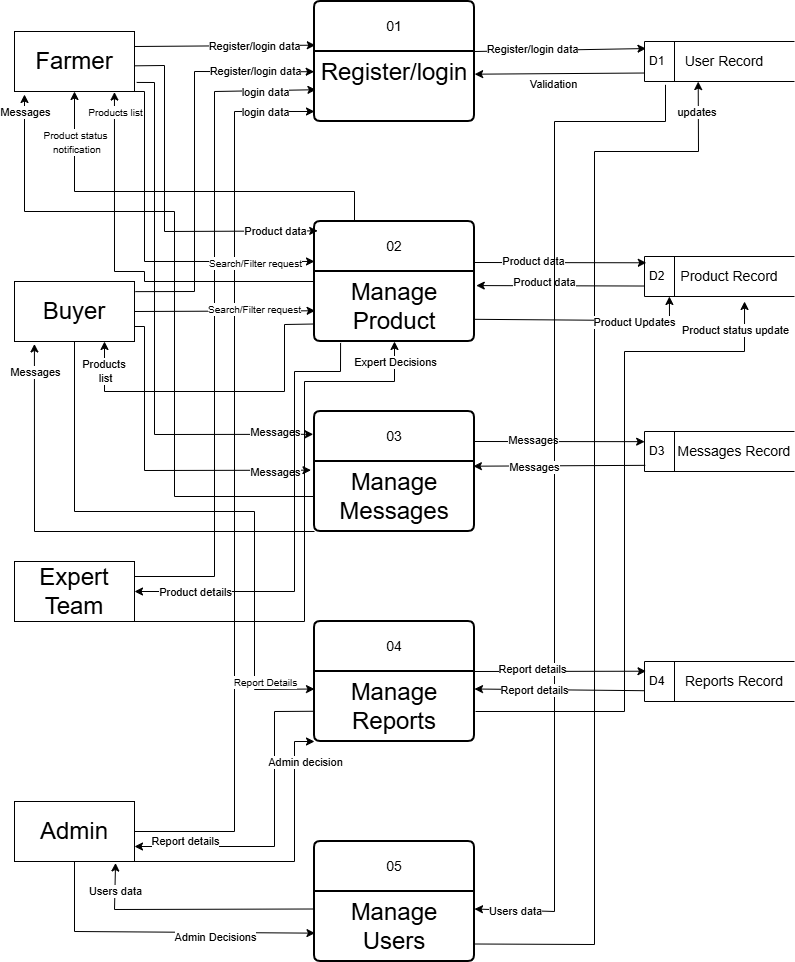 01
Register/login data
Register/login data
Farmer
D1
User Record
Register/login
Register/login data
login data
Validation
Messages
Products list
login data
updates
Product status
notification
Product data
02
Product data
Search/Filter request
D2
Product Record
Product data
Manage
Product
Buyer
Search/Filter request
Product Updates
Product status update
Products
list
Expert Decisions
Messages
Messages
03
Messages
D3
Messages Record
Messages
Messages
Manage
Messages
Expert
Team
Product details
04
Report details
Report Details
D4
Reports Record
Report details
Manage
Reports
Admin decision
Admin
Report details
05
Users data
Users data
Manage
Users
Admin Decisions